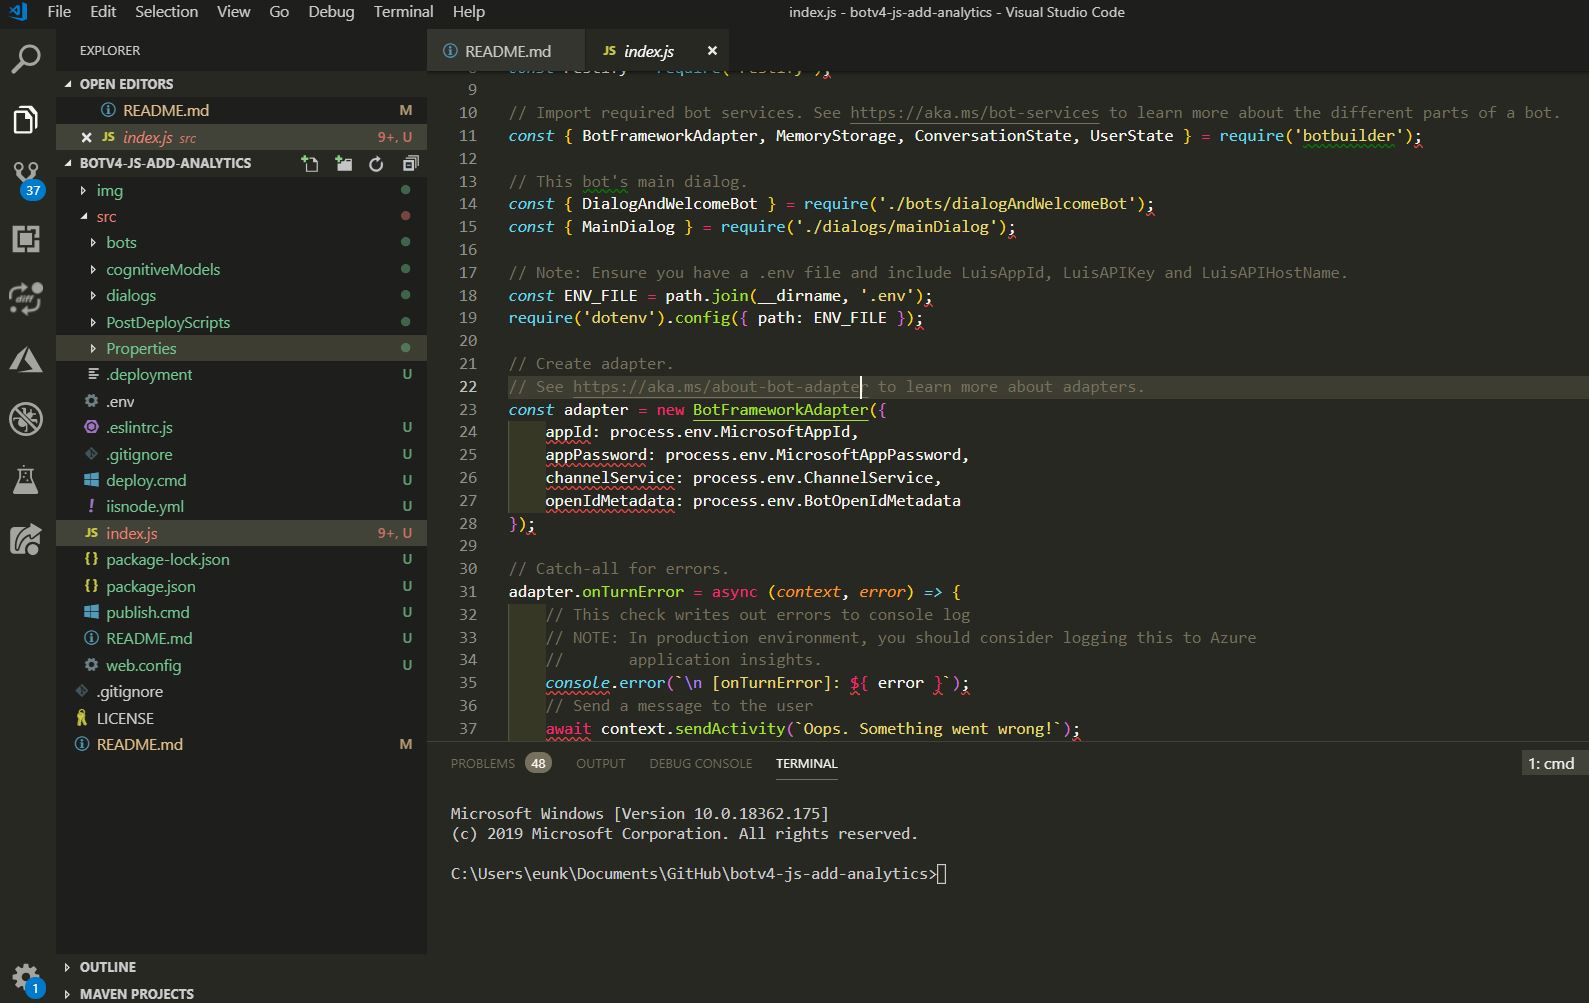 File Edit Selection View Go Debug Terminal Help
index.js - botv4-js-add-analytics - Visual Studio Code
EXPLORER
OPEN EDITORS
README.md M
index.js src 9+, U
BOTV4-JS-ADD-ANALYTICS
37
img
src
bots
cognitiveModels
dialogs
PostDeployScripts
Properties
.deployment U
.env
.eslintrc.js U
.gitignore U
deploy.cmd U
iisnode.yml U
JS index.js 9+, U
package-lock.json U
package.json U
publish.cmd U
README.md U
web.config U
.gitignore
LICENSE
README.md M
OUTLINE
MAVEN PROJECTS
1
README.md
JS index.js
9
10 // Import required bot services. See https://aka.ms/bot-services to learn more about the different parts of a bot.
11 const { BotFrameworkAdapter, MemoryStorage, ConversationState, UserState } = require('botbuilder');
12
13 // This bot's main dialog.
14 const { DialogAndWelcomeBot } = require('./bots/dialogAndWelcomeBot');
15 const { MainDialog } = require('./dialogs/mainDialog');
16
17 // Note: Ensure you have a .env file and include LuisAppId, LuisAPIKey and LuisAPIHostName.
18 const ENV_FILE = path.join(__dirname, '.env');
19 require('dotenv').config({ path: ENV_FILE });
20
21 // Create adapter.
22 // See https://aka.ms/about-bot-adapter to learn more about adapters.
23 const adapter = new BotFrameworkAdapter({
24 appId: process.env.MicrosoftAppId,
25 appPassword: process.env.MicrosoftAppPassword,
26 channelService: process.env.ChannelService,
27 openIdMetadata: process.env.BotOpenIdMetadata
28 });
29
30 // Catch-all for errors.
31 adapter.onTurnError = async (context, error) => {
32 // This check writes out errors to console log
33 // NOTE: In production environment, you should consider logging this to Azure
34 // application insights.
35 console.error(`\n [onTurnError]: ${ error }`);
36 // Send a message to the user
37 await context.sendActivity(`Oops. Something went wrong!`);
PROBLEMS 48 OUTPUT DEBUG CONSOLE TERMINAL 1: cmd
Microsoft Windows [Version 10.0.18362.175]
(c) 2019 Microsoft Corporation. All rights reserved.
C:\Users\eunk\Documents\GitHub\botv4-js-add-analytics>